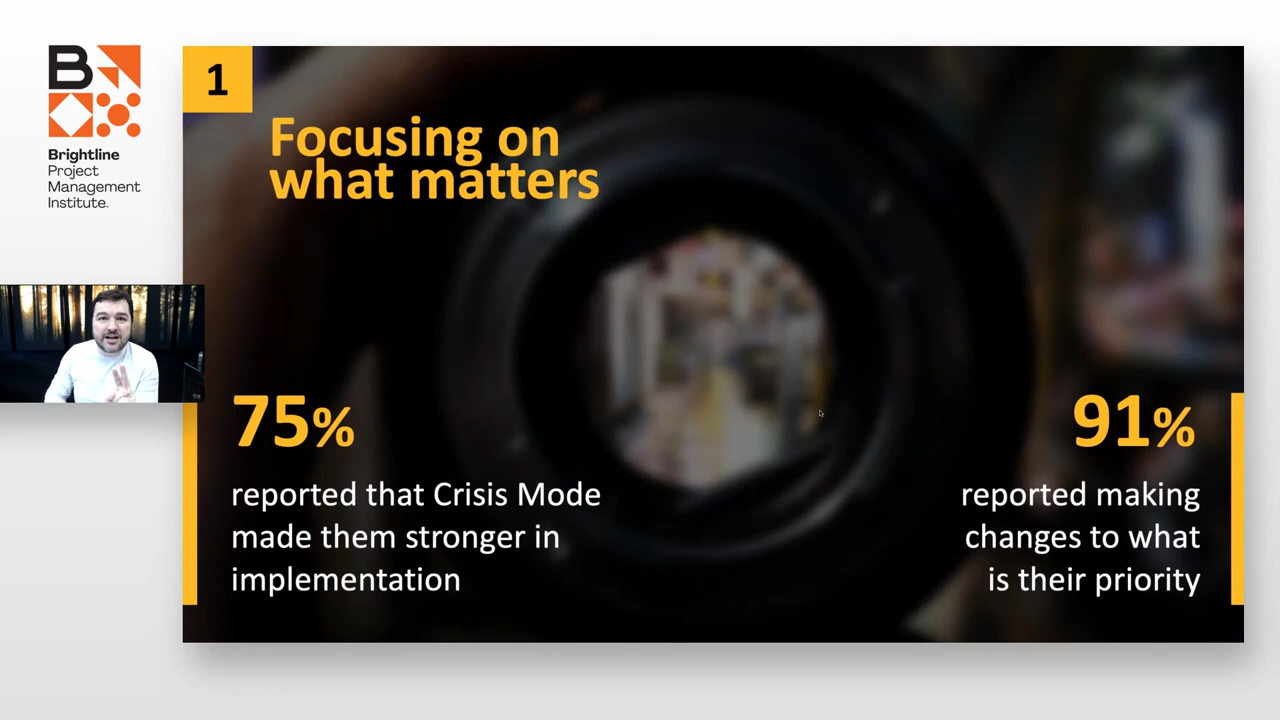 B
Brightline
Project
Management
Institute.
1
Focusing on
what matters
75%
reported that Crisis Mode
made them stronger in
implementation
91%
reported making
changes to what
is their priority